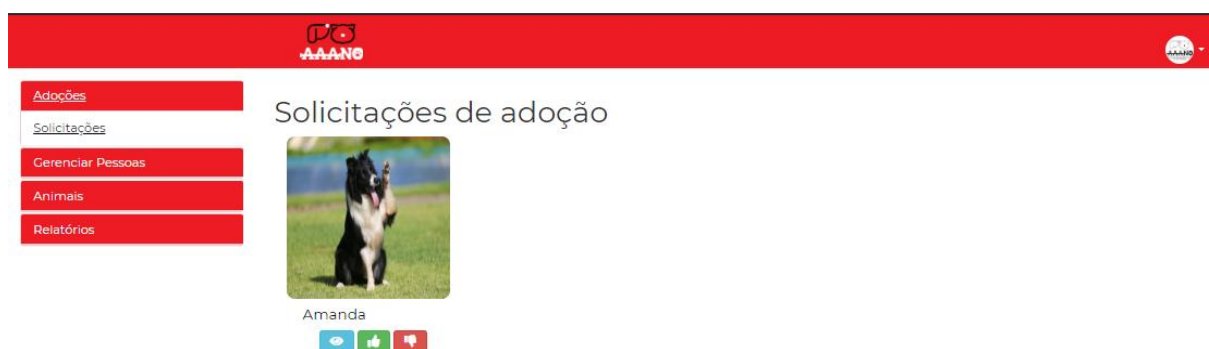 AAANO
Adoções
Solicitações
Gerenciar Pessoas
Animais
Relatórios
Solicitações de adoção
Amanda